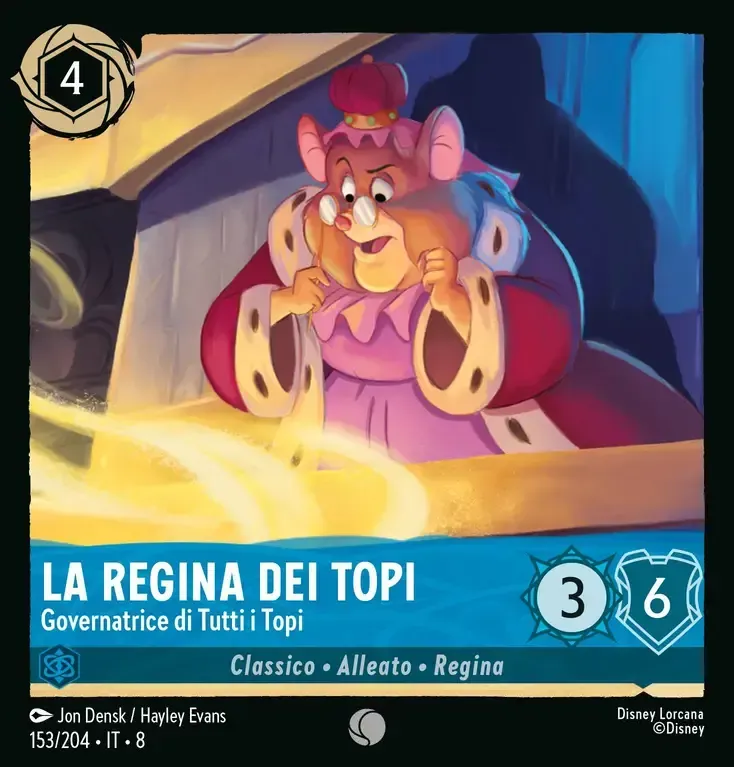 4
LA REGINA DEI TOPI
Governatrice di Tutti i Topi
3
6
Classico • Alleato • Regina
Jon Densk / Hayley Evans
153/204 • IT • 8
Disney Lorcana
©Disney